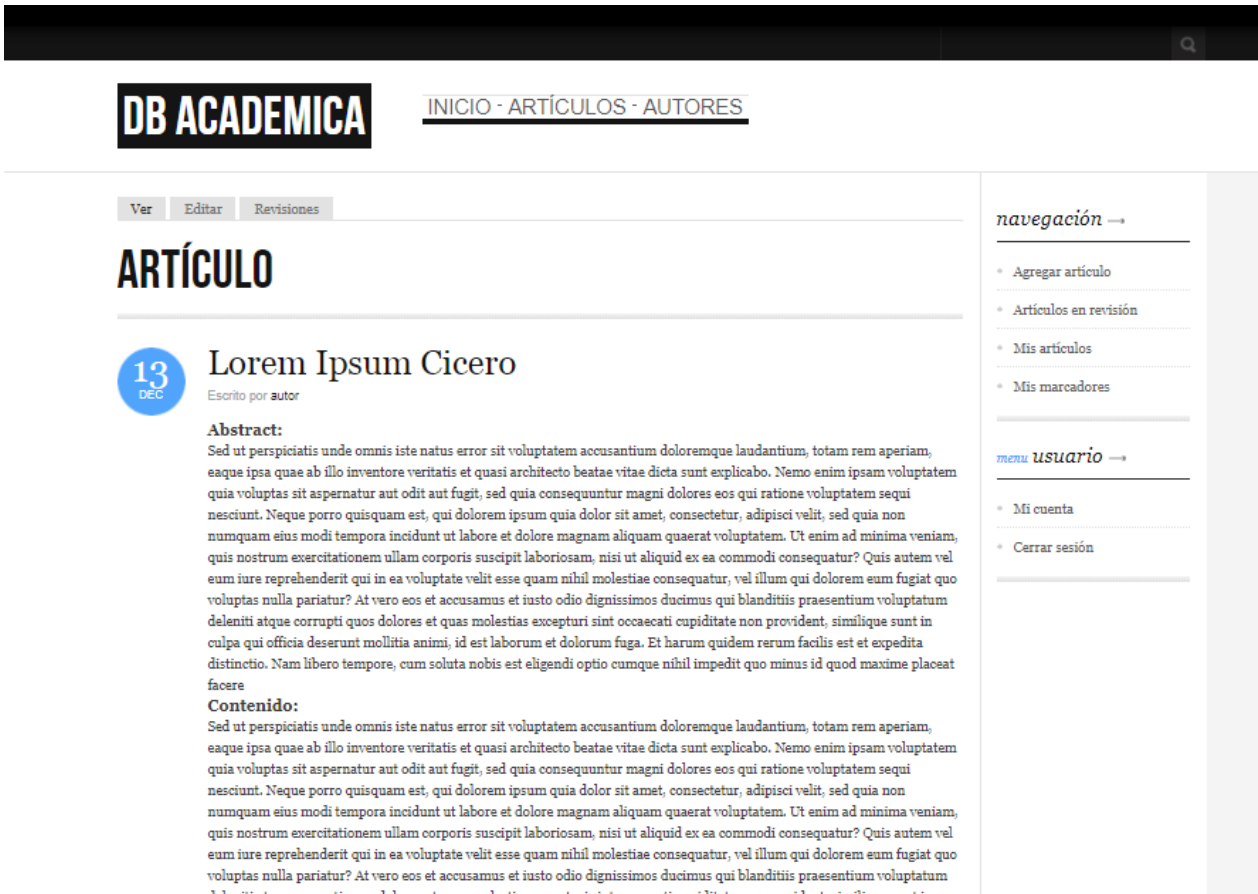 DB ACADEMICA
INICIO - ARTÍCULOS - AUTORES
Ver Editar Revisiones
ARTÍCULO
13
DEC
Lorem Ipsum Cicero
Escrito por autor
Abstract:
Sed ut perspiciatis unde omnis iste natus error sit voluptatem accusantium doloremque laudantium, totam rem aperiam,
eaque ipsa quae ab illo inventore veritatis et quasi architecto beatae vitae dicta sunt explicabo. Nemo enim ipsam voluptatem
quia voluptas sit aspernatur aut odit aut fugit, sed quia consequuntur magni dolores eos qui ratione voluptatem sequi
nesciunt. Neque porro quisquam est, qui dolorem ipsum quia dolor sit amet, consectetur, adipisci velit, sed quia non
numquam eius modi tempora incidunt ut labore et dolore magnam aliquam quaerat voluptatem. Ut enim ad minima veniam,
quis nostrum exercitationem ullam corporis suscipit laboriosam, nisi ut aliquid ex ea commodi consequatur? Quis autem vel
eum iure reprehenderit qui in ea voluptate velit esse quam nihil molestiae consequatur, vel illum qui dolorem eum fugiat quo
voluptas nulla pariatur? At vero eos et accusamus et iusto odio dignissimos ducimus qui blanditiis praesentium voluptatum
deleniti atque corrupti quos dolores et quas molestias excepturi sint occaecati cupiditate non provident, similique sunt in
culpa qui officia deserunt mollitia animi, id est laborum et dolorum fuga. Et harum quidem rerum facilis est et expedita
distinctio. Nam libero tempore, cum soluta nobis est eligendi optio cumque nihil impedit quo minus id quod maxime placeat
facere
Contenido:
Sed ut perspiciatis unde omnis iste natus error sit voluptatem accusantium doloremque laudantium, totam rem aperiam,
eaque ipsa quae ab illo inventore veritatis et quasi architecto beatae vitae dicta sunt explicabo. Nemo enim ipsam voluptatem
quia voluptas sit aspernatur aut odit aut fugit, sed quia consequuntur magni dolores eos qui ratione voluptatem sequi
nesciunt. Neque porro quisquam est, qui dolorem ipsum quia dolor sit amet, consectetur, adipisci velit, sed quia non
numquam eius modi tempora incidunt ut labore et dolore magnam aliquam quaerat voluptatem. Ut enim ad minima veniam,
quis nostrum exercitationem ullam corporis suscipit laboriosam, nisi ut aliquid ex ea commodi consequatur? Quis autem vel
eum iure reprehenderit qui in ea voluptate velit esse quam nihil molestiae consequatur, vel illum qui dolorem eum fugiat quo
voluptas nulla pariatur? At vero eos et accusamus et iusto odio dignissimos ducimus qui blanditiis praesentium voluptatum
navegación →
Agregar artículo
Artículos en revisión
Mis artículos
Mis marcadores
menu usuario →
Mi cuenta
Cerrar sesión